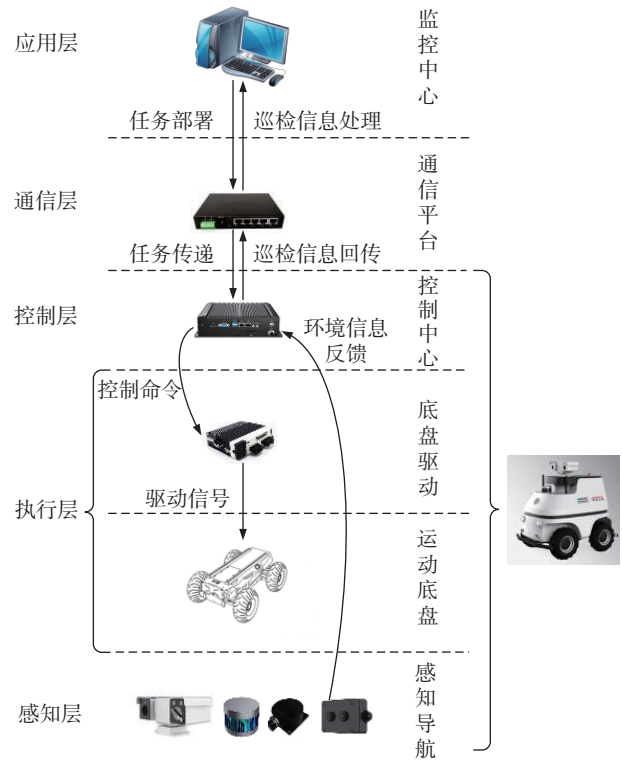 应用层
监控中心
任务部署
巡检信息处理
通信层
通信平台
任务传递
巡检信息回传
控制层
控制中心
环境信息
反馈
控制命令
底盘驱动
执行层
驱动信号
运动底盘
感知层
感知导航